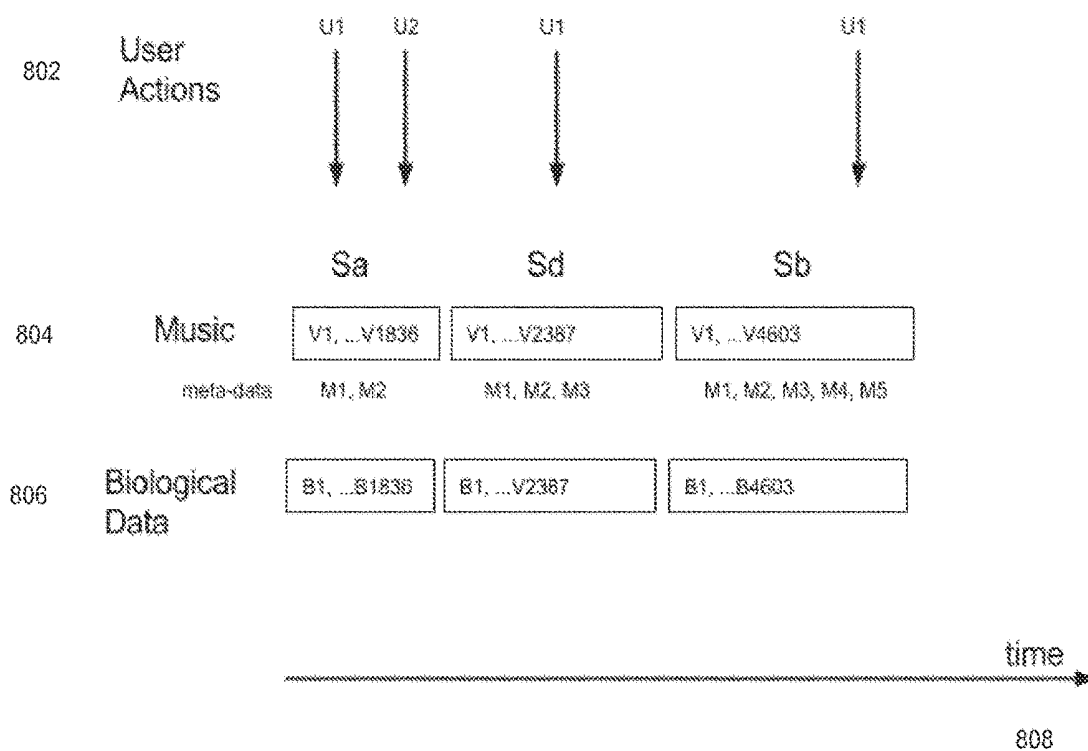 U1 U2 U1 U1
802 User
Actions
Sa Sd Sb
804 Music V1, ...V1836 V1, ...V2387 V1, ...V4603
meta-data M1, M2 M1, M2, M3 M1, M2, M3, M4, M5
806 Biological
Data B1, ...B1836 B1, ...V2387 B1, ...B4603
time
808